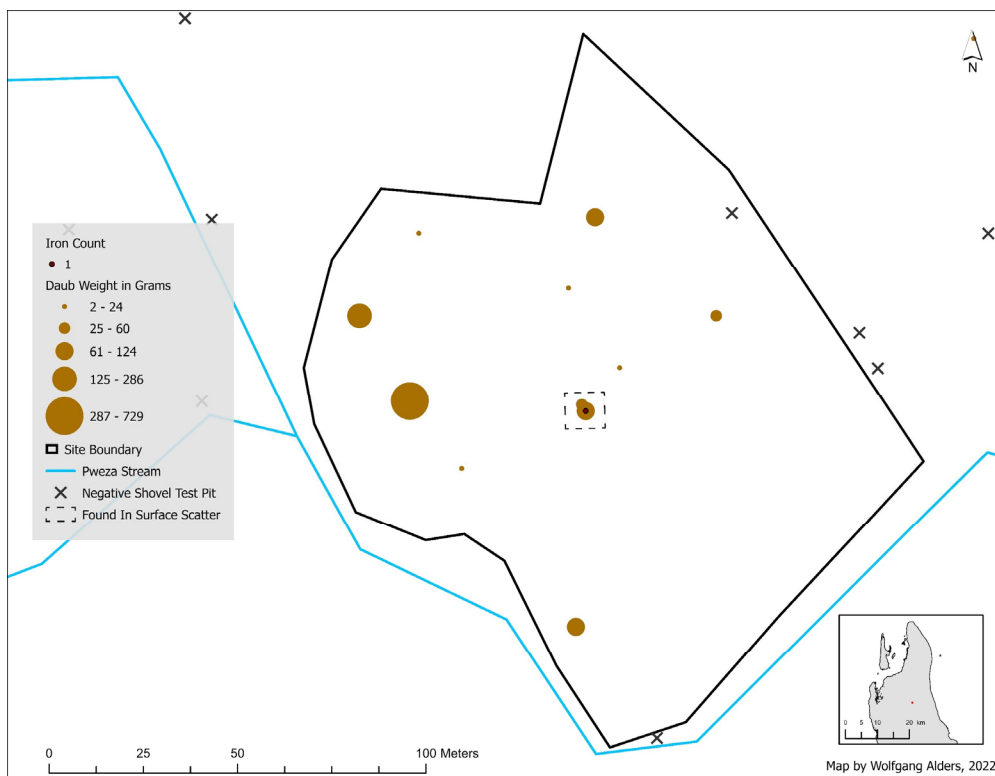 N
Iron Count
1
Daub Weight in Grams
2 - 24
25 - 60
61 - 124
125 - 286
287 - 729
Site Boundary
Pweza Stream
Negative Shovel Test Pit
Found In Surface Scatter
0 5 10 20 km
0 25 50 100 Meters
Map by Wolfgang Alders, 2022